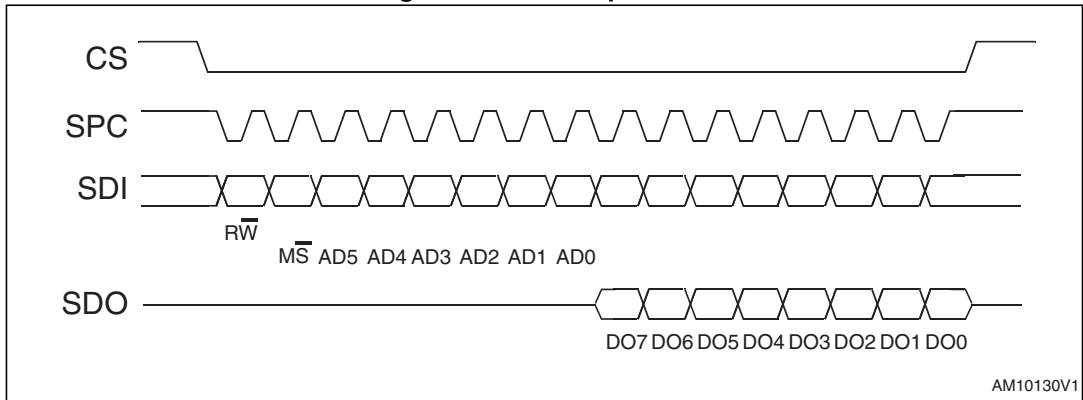 CS
SPC
SDI
RW̅
MS̅ AD5 AD4 AD3 AD2 AD1 AD0
SDO
DO7 DO6 DO5 DO4 DO3 DO2 DO1 DO0
AM10130V1